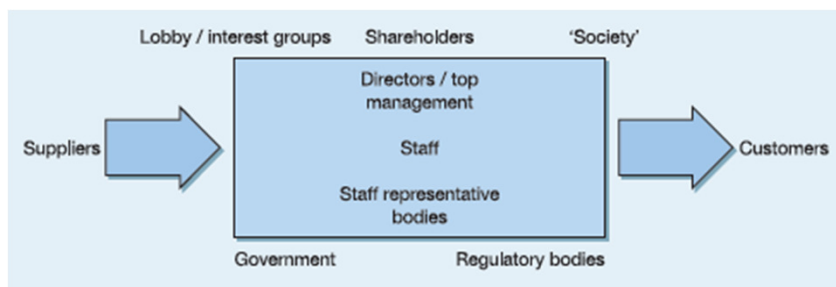 Lobby / interest groups Shareholders 'Society'
Directors / top
management
Suppliers Staff Customers
Staff representative
bodies
Government Regulatory bodies